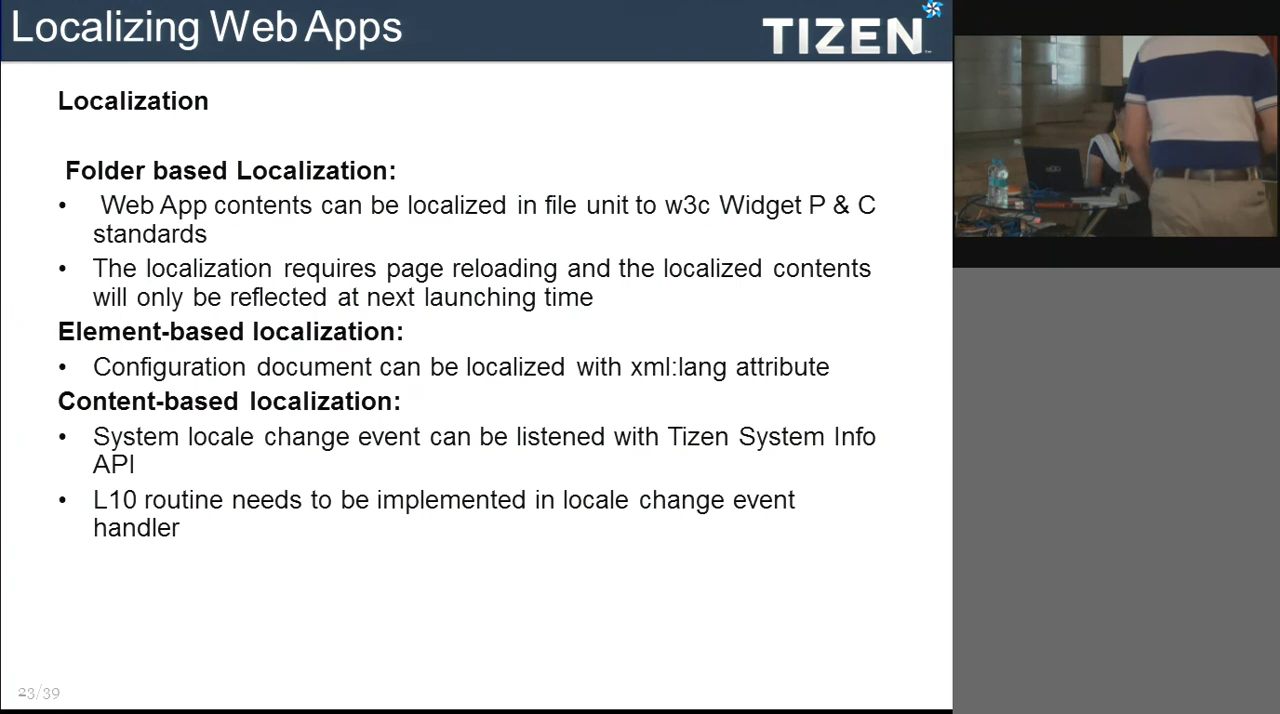 Localizing Web Apps
TIZEN
Localization
Folder based Localization:
• Web App contents can be localized in file unit to w3c Widget P & C
standards
• The localization requires page reloading and the localized contents
will only be reflected at next launching time
Element-based localization:
• Configuration document can be localized with xml:lang attribute
Content-based localization:
• System locale change event can be listened with Tizen System Info
API
• L10 routine needs to be implemented in locale change event
handler
23/39